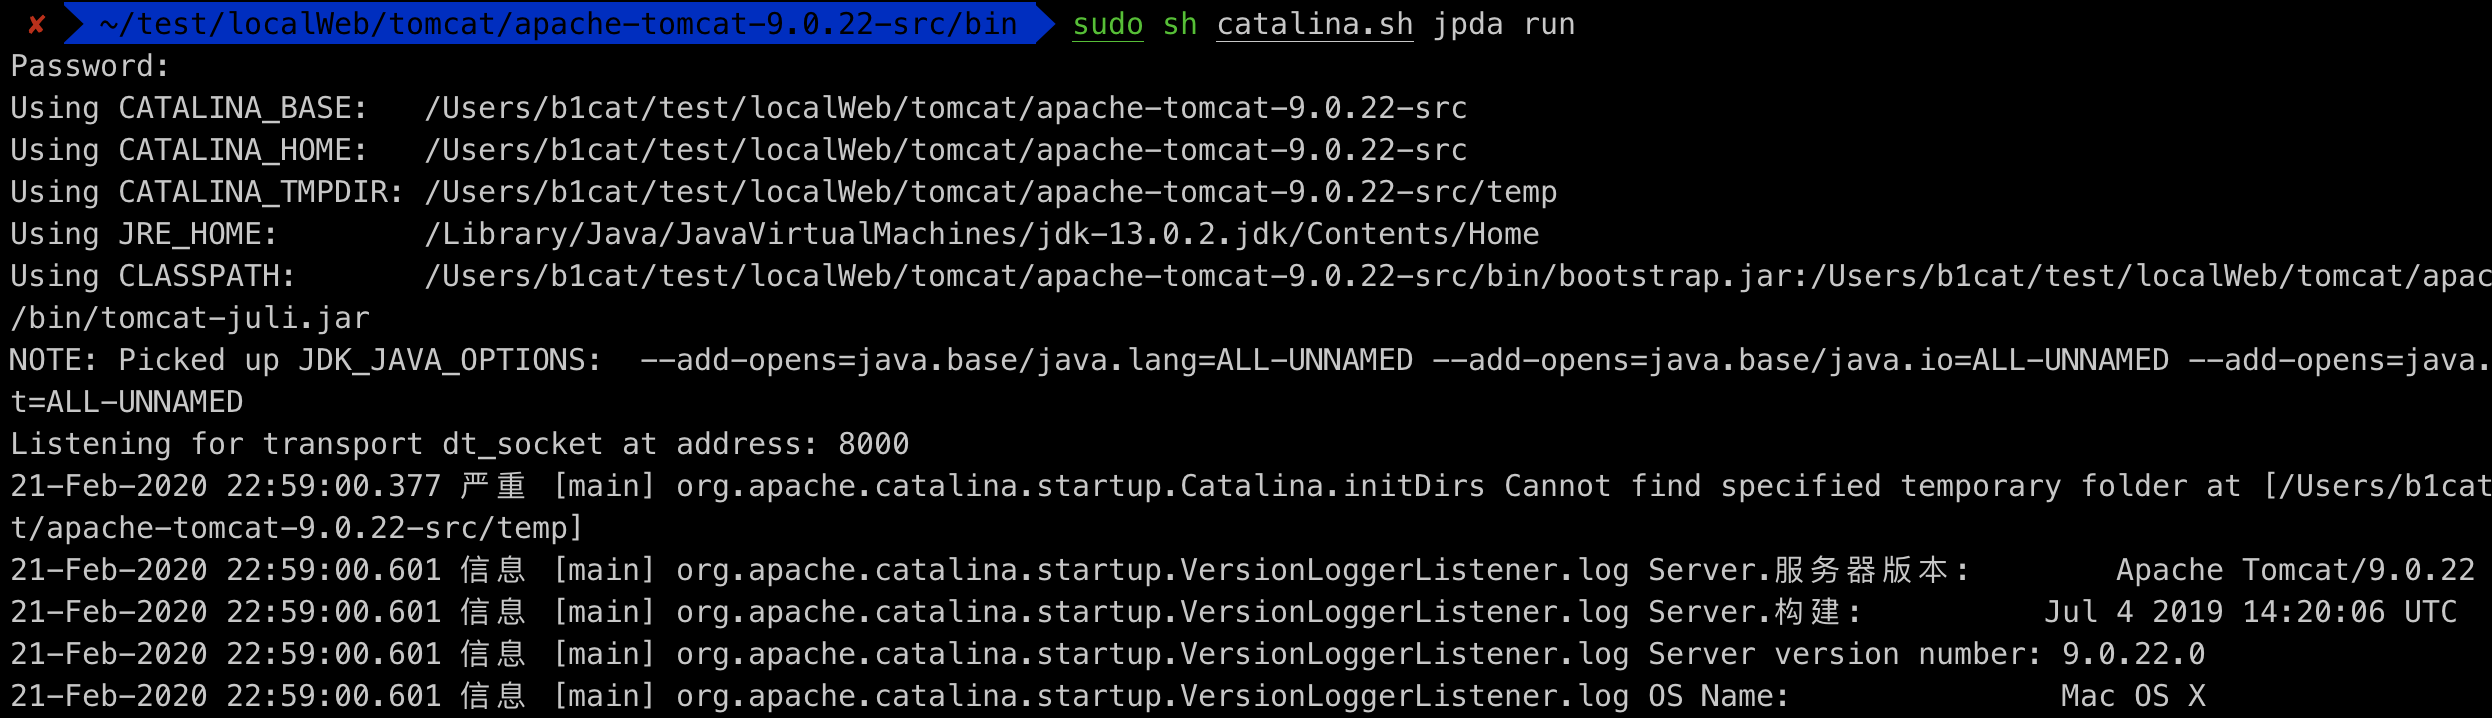 ✘ ~/test/localWeb/tomcat/apache-tomcat-9.0.22-src/bin sudo sh catalina.sh jpda run
Password:
Using CATALINA_BASE:   /Users/b1cat/test/localWeb/tomcat/apache-tomcat-9.0.22-src
Using CATALINA_HOME:   /Users/b1cat/test/localWeb/tomcat/apache-tomcat-9.0.22-src
Using CATALINA_TMPDIR: /Users/b1cat/test/localWeb/tomcat/apache-tomcat-9.0.22-src/temp
Using JRE_HOME:        /Library/Java/JavaVirtualMachines/jdk-13.0.2.jdk/Contents/Home
Using CLASSPATH:       /Users/b1cat/test/localWeb/tomcat/apache-tomcat-9.0.22-src/bin/bootstrap.jar:/Users/b1cat/test/localWeb/tomcat/apac
/bin/tomcat-juli.jar
NOTE: Picked up JDK_JAVA_OPTIONS:  --add-opens=java.base/java.lang=ALL-UNNAMED --add-opens=java.base/java.io=ALL-UNNAMED --add-opens=java.
t=ALL-UNNAMED
Listening for transport dt_socket at address: 8000
21-Feb-2020 22:59:00.377 严重 [main] org.apache.catalina.startup.Catalina.initDirs Cannot find specified temporary folder at [/Users/b1cat
t/apache-tomcat-9.0.22-src/temp]
21-Feb-2020 22:59:00.601 信息 [main] org.apache.catalina.startup.VersionLoggerListener.log Server.服务器版本:        Apache Tomcat/9.0.22
21-Feb-2020 22:59:00.601 信息 [main] org.apache.catalina.startup.VersionLoggerListener.log Server.构建:          Jul 4 2019 14:20:06 UTC
21-Feb-2020 22:59:00.601 信息 [main] org.apache.catalina.startup.VersionLoggerListener.log Server version number: 9.0.22.0
21-Feb-2020 22:59:00.601 信息 [main] org.apache.catalina.startup.VersionLoggerListener.log OS Name:               Mac OS X